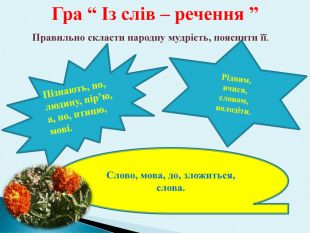 Гра “ Із слів – речення ”
Правильно скласти народну мудрість, пояснити її.
Пізнають, по,
людину, пір’ю,
а, по, птицю,
мові.
Рідним,
вчися,
словом,
володіти.
Слово, мова, до, зложиться,
слова.